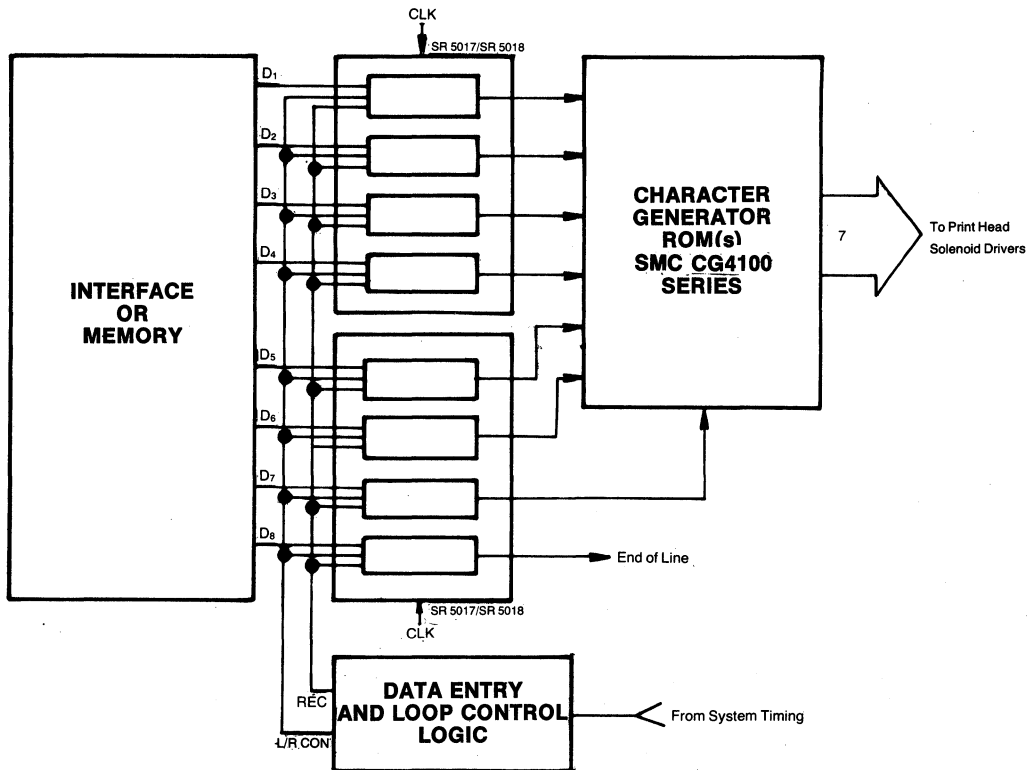 CLK
SR 5017/SR 5018
D1
D2
D3
D4
D5
D6
D7
D8
INTERFACE
OR
MEMORY
CHARACTER
GENERATOR
ROM(s)
SMC CG4100
SERIES
7
To Print Head
Solenoid Drivers
End of Line
SR 5017/SR 5018
CLK
REC
L/R CONT
DATA ENTRY
AND LOOP CONTROL
LOGIC
From System Timing